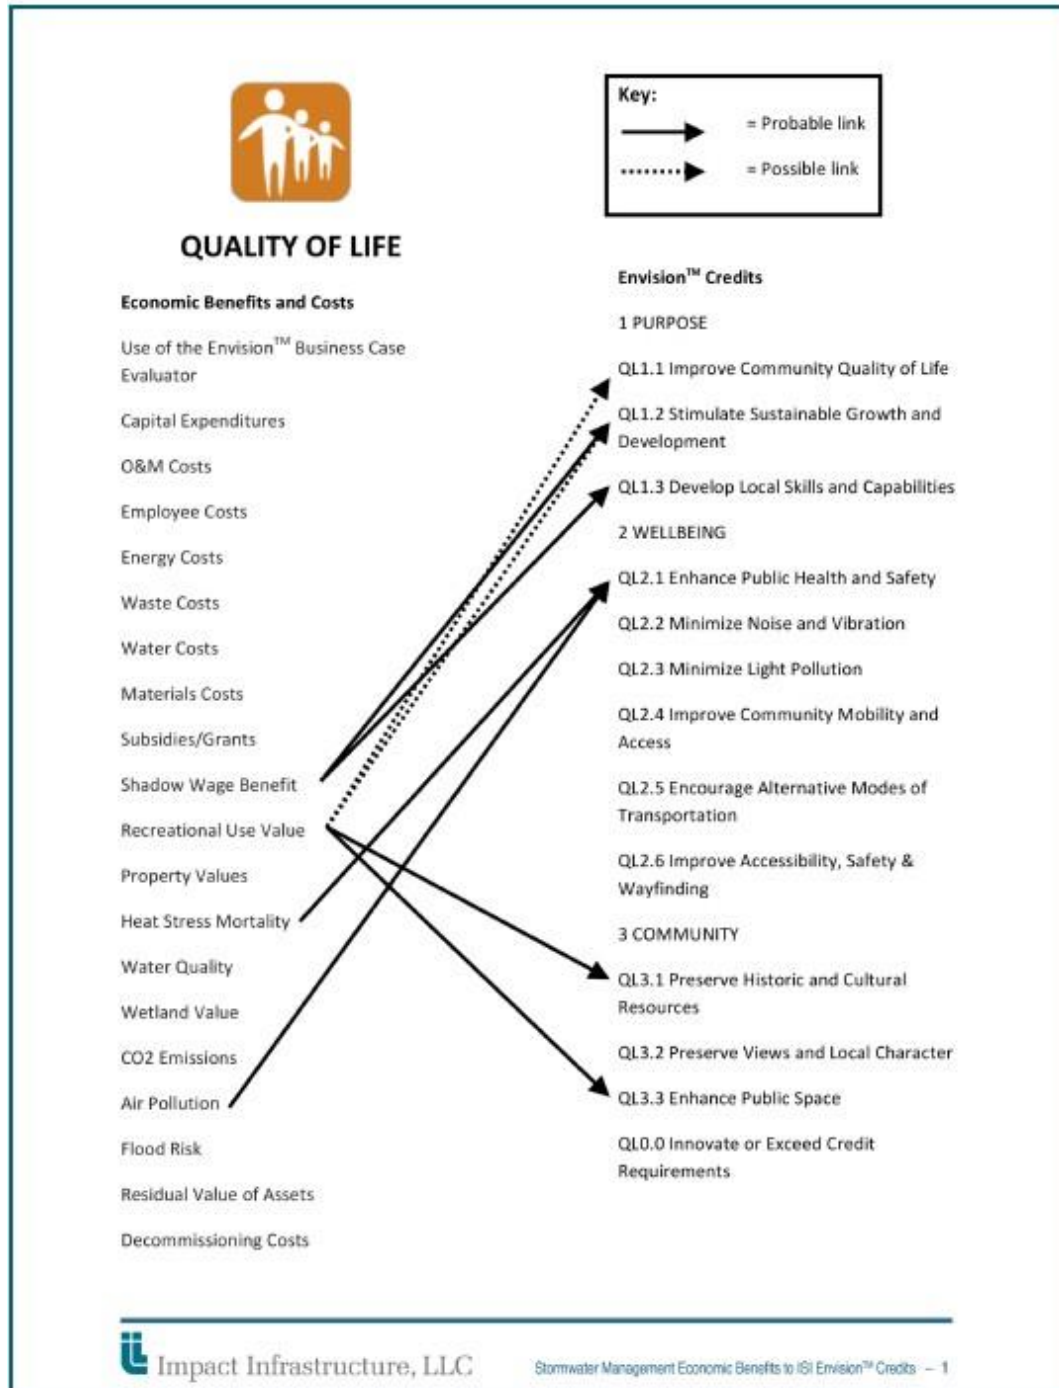 Key:
= Probable link
= Possible link
QUALITY OF LIFE
Economic Benefits and Costs
Use of the Envision™ Business Case
Evaluator
Capital Expenditures
O&M Costs
Employee Costs
Energy Costs
Waste Costs
Water Costs
Materials Costs
Subsidies/Grants
Shadow Wage Benefit
Recreational Use Value
Property Values
Heat Stress Mortality
Water Quality
Wetland Value
CO2 Emissions
Air Pollution
Flood Risk
Residual Value of Assets
Decommissioning Costs
Envision™ Credits
1 PURPOSE
QL1.1 Improve Community Quality of Life
QL1.2 Stimulate Sustainable Growth and
Development
QL1.3 Develop Local Skills and Capabilities
2 WELLBEING
QL2.1 Enhance Public Health and Safety
QL2.2 Minimize Noise and Vibration
QL2.3 Minimize Light Pollution
QL2.4 Improve Community Mobility and
Access
QL2.5 Encourage Alternative Modes of
Transportation
QL2.6 Improve Accessibility, Safety &
Wayfinding
3 COMMUNITY
QL3.1 Preserve Historic and Cultural
Resources
QL3.2 Preserve Views and Local Character
QL3.3 Enhance Public Space
QL0.0 Innovate or Exceed Credit
Requirements
Impact Infrastructure, LLC
Stormwater Management Economic Benefits to ISI Envision™ Credits – 1